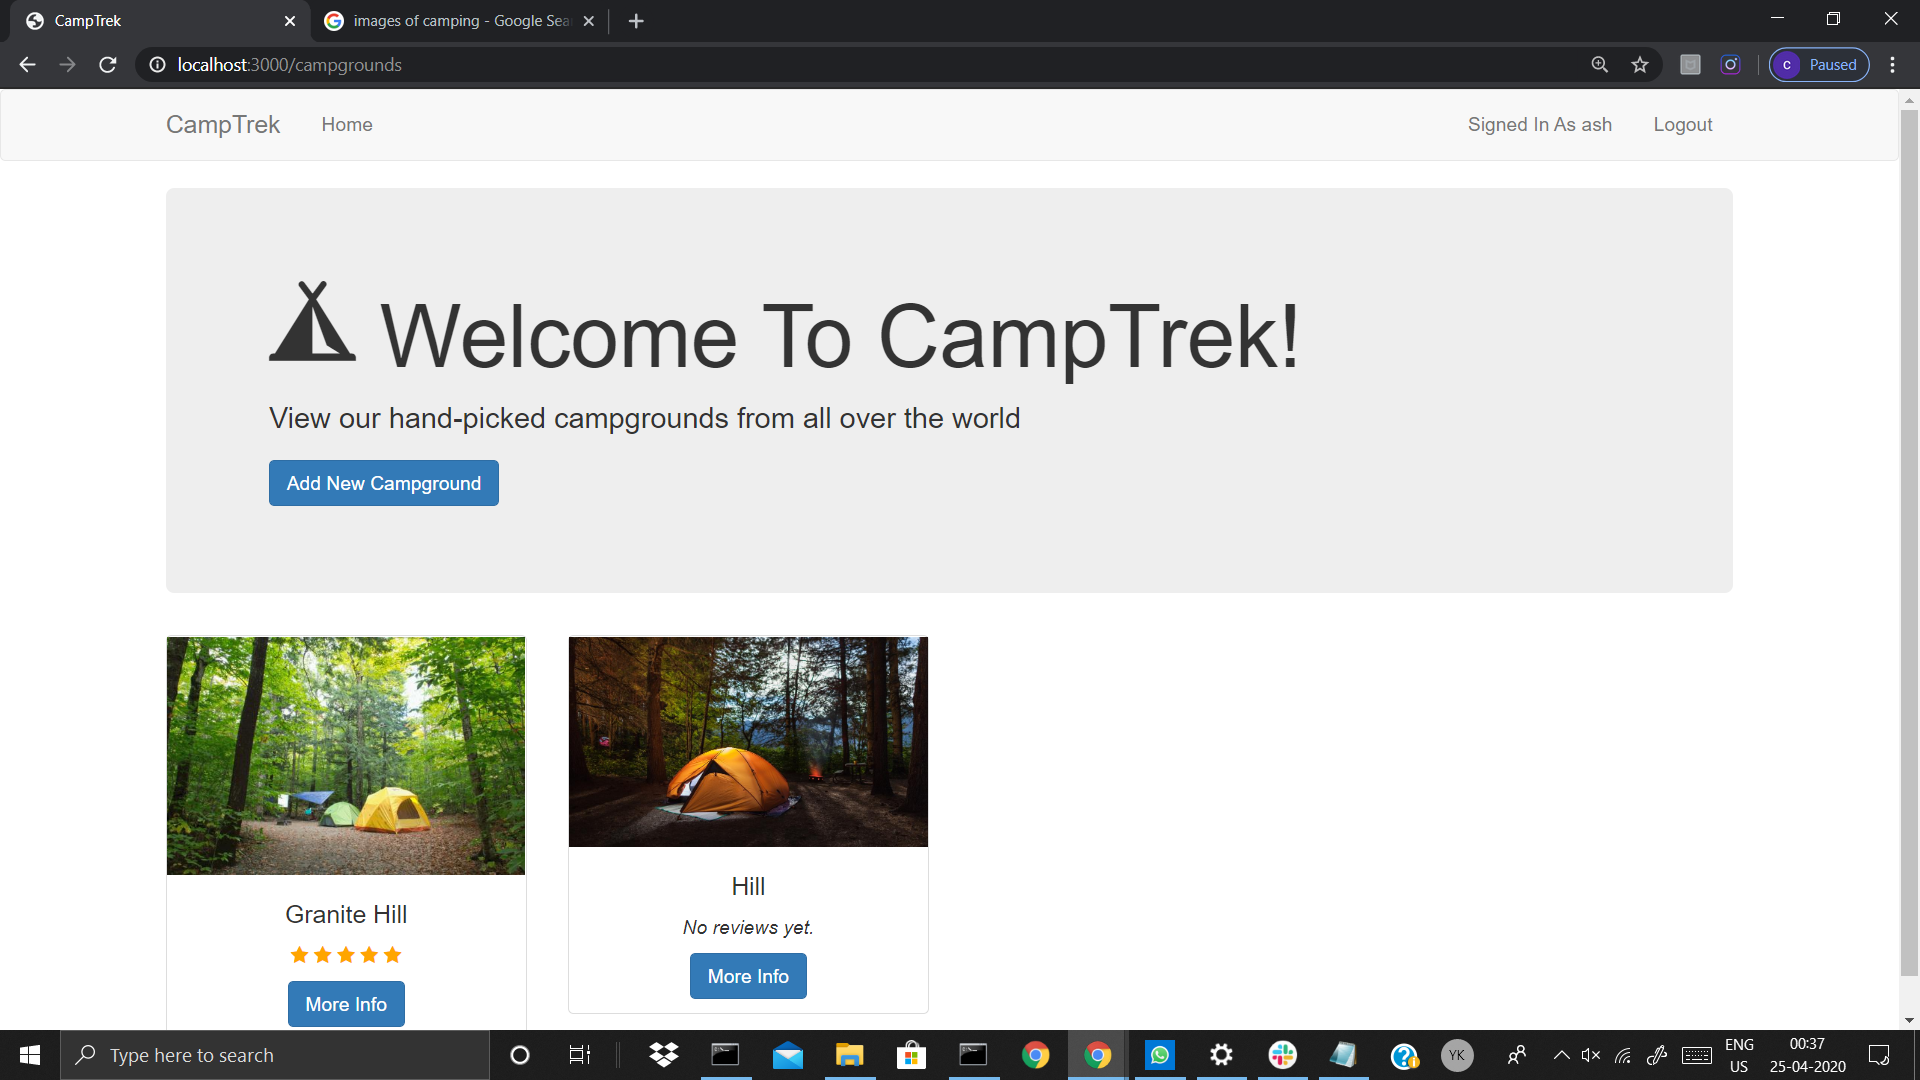 CampTrek
images of camping - Google Sea
localhost:3000/campgrounds
c Paused
CampTrek Home Signed In As ash Logout
Welcome To CampTrek!
View our hand-picked campgrounds from all over the world
Add New Campground
Granite Hill
More Info
Hill
No reviews yet.
More Info
Type here to search
YK
ENG
US
00:37
25-04-2020